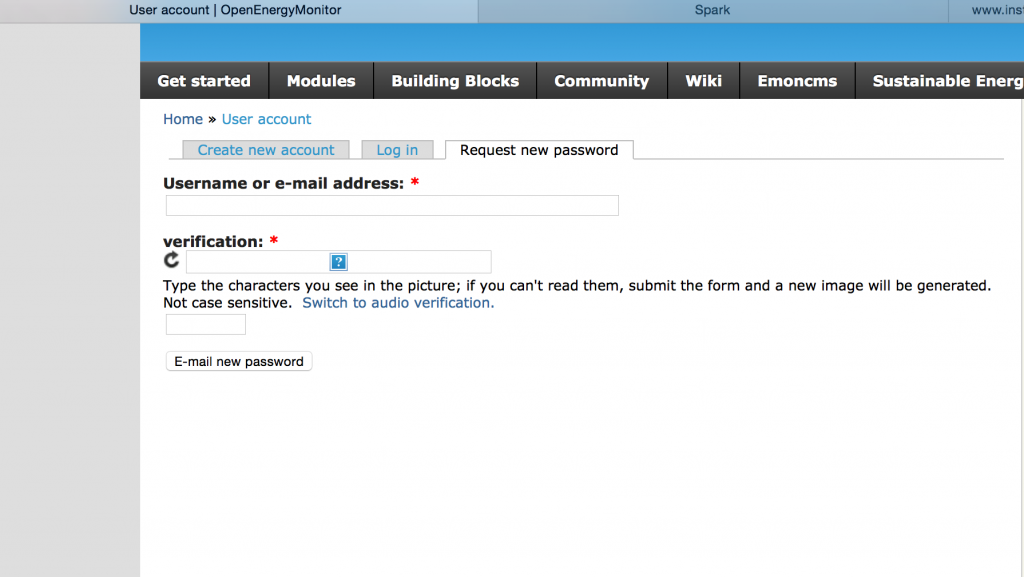 User account | OpenEnergyMonitor Spark www.ins
Get started Modules Building Blocks Community Wiki Emoncms Sustainable Energ
Home » User account
Create new account Log in Request new password
Username or e-mail address: *
verification: *
?
Type the characters you see in the picture; if you can't read them, submit the form and a new image will be generated.
Not case sensitive. Switch to audio verification.
E-mail new password